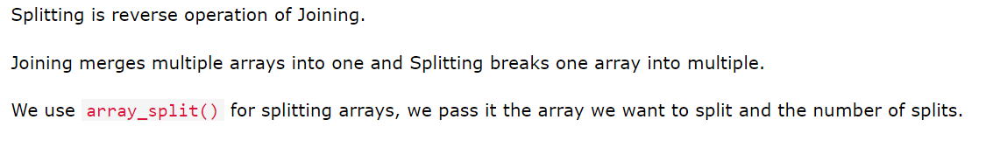 Splitting is reverse operation of Joining.
Joining merges multiple arrays into one and Splitting breaks one array into multiple.
We use array_split() for splitting arrays, we pass it the array we want to split and the number of splits.